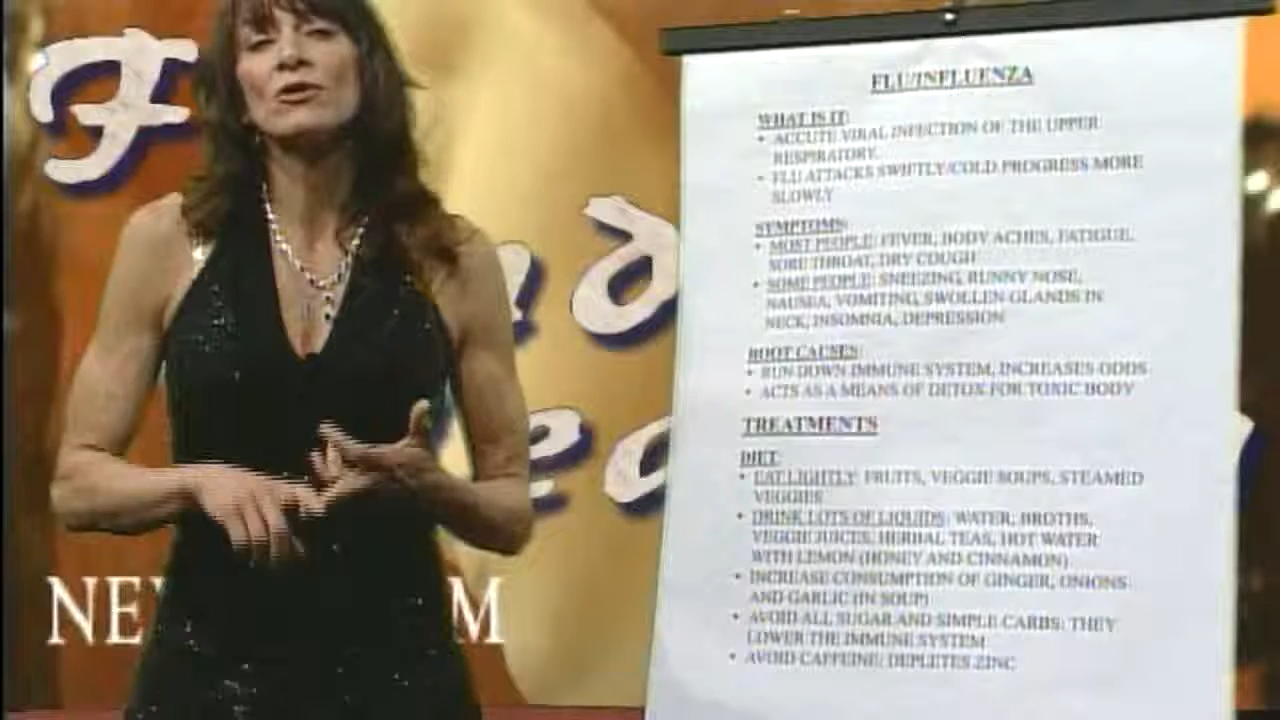 F
nd
ea
NE
M
FLU/INFLUENZA
WHAT IS IT:
• ACCUTE VIRAL INFECTION OF THE UPPER
RESPIRATORY.
• FLU ATTACKS SWIFTLY/COLD PROGRESS MORE
SLOWLY
SYMPTOMS:
• MOST PEOPLE: FEVER, BODY ACHES, FATIGUE,
SORE THROAT, DRY COUGH
• SOME PEOPLE: SNEEZING, RUNNY NOSE,
NAUSEA, VOMITING, SWOLLEN GLANDS IN
NECK, INSOMNIA, DEPRESSION
ROOT CAUSES:
• RUN DOWN IMMUNE SYSTEM, INCREASES ODDS
• ACTS AS A MEANS OF DETOX FOR TOXIC BODY
TREATMENTS
DIET:
• EAT LIGHTLY: FRUITS, VEGGIE SOUPS, STEAMED
VEGGIES
• DRINK LOTS OF LIQUIDS: WATER, BROTHS,
VEGGIE JUICES, HERBAL TEAS, HOT WATER
WITH LEMON (HONEY AND CINNAMON)
• INCREASE CONSUMPTION OF GINGER, ONIONS
AND GARLIC (IN SOUP)
• AVOID ALL SUGAR AND SIMPLE CARBS: THEY
LOWER THE IMMUNE SYSTEM
• AVOID CAFFEINE: DEPLETES ZINC